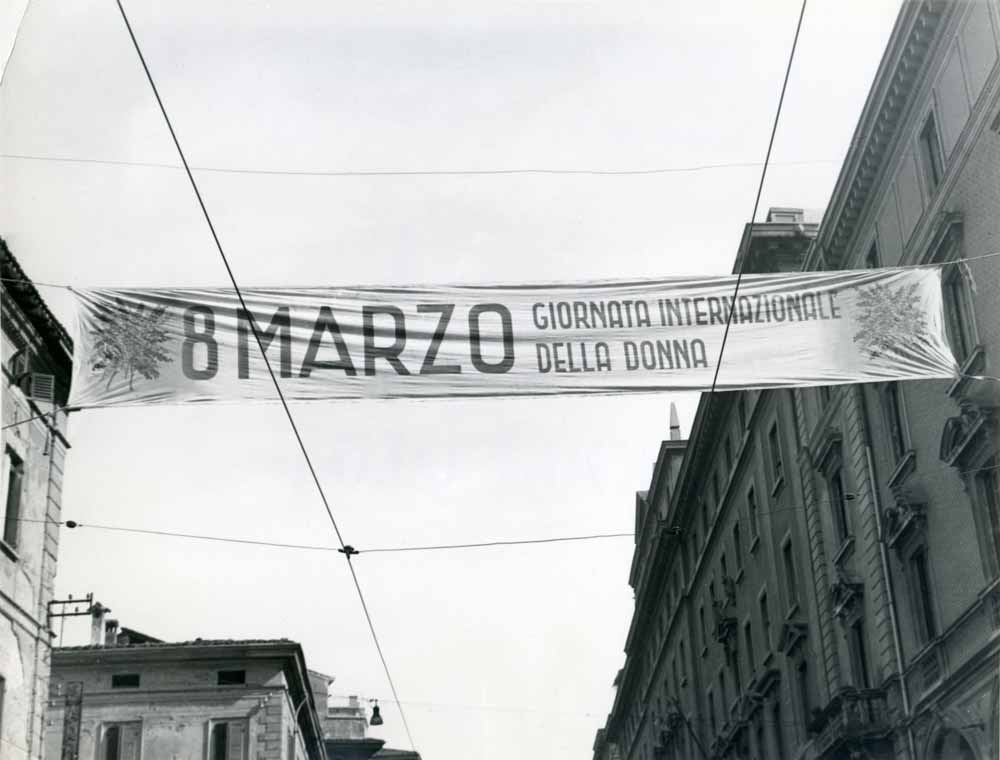 8 MARZO
GIORNATA INTERNAZIONALE
DELLA DONNA